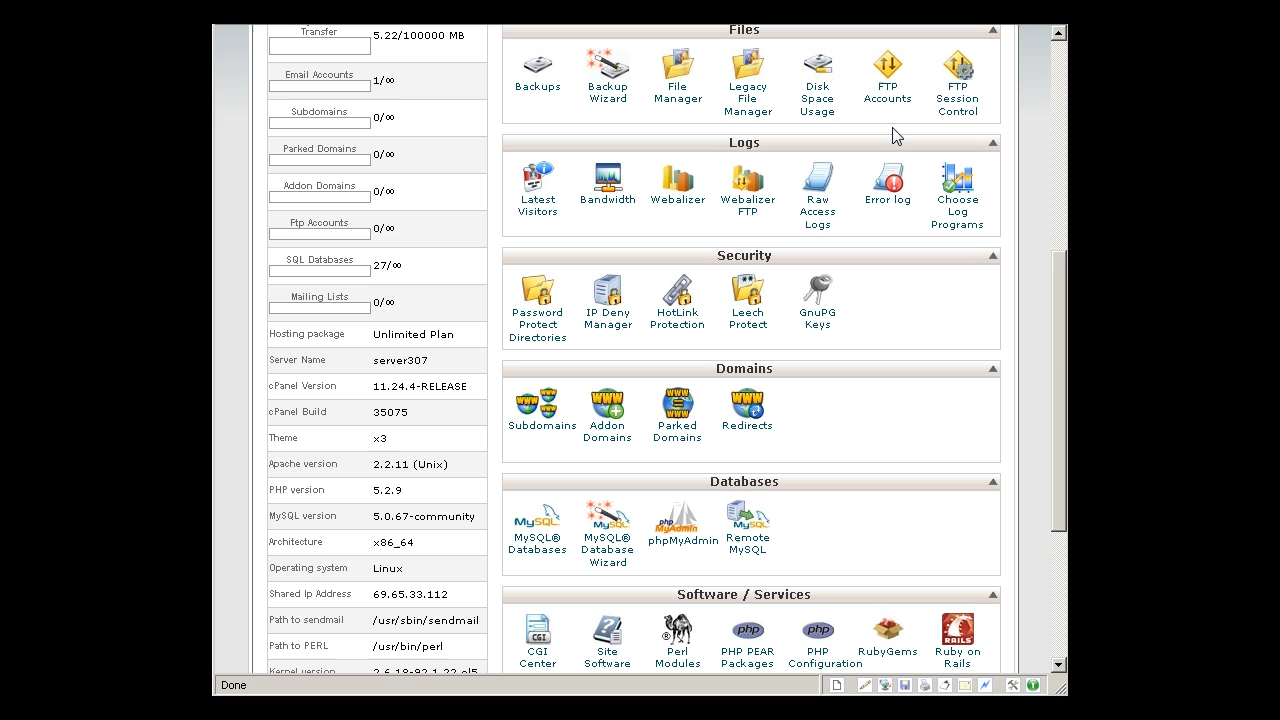 Transfer
5.22/100000 MB
Email Accounts
1/∞
Subdomains
0/∞
Parked Domains
0/∞
Addon Domains
0/∞
Ftp Accounts
0/∞
SQL Databases
27/∞
Mailing Lists
0/∞
Hosting package Unlimited Plan
Server Name server307
cPanel Version 11.24.4-RELEASE
cPanel Build 35075
Theme x3
Apache version 2.2.11 (Unix)
PHP version 5.2.9
MySQL version 5.0.67-community
Architecture x86_64
Operating system Linux
Shared Ip Address 69.65.33.112
Path to sendmail /usr/sbin/sendmail
Path to PERL /usr/bin/perl
Kernel version
Files
Backups
Backup
Wizard
File
Manager
Legacy
File
Manager
Disk
Space
Usage
FTP
Accounts
FTP
Session
Control
Logs
Latest
Visitors
Bandwidth
Webalizer
Webalizer
FTP
Raw
Access
Logs
Error log
Choose
Log
Programs
Security
Password
Protect
Directories
IP Deny
Manager
HotLink
Protection
Leech
Protect
GnuPG
Keys
Domains
Subdomains
Addon
Domains
Parked
Domains
Redirects
Databases
MySQL®
Databases
MySQL®
Database
Wizard
phpMyAdmin
Remote
MySQL
Software / Services
CGI
Center
Site
Software
Perl
Modules
PHP PEAR
Packages
PHP
Configuration
RubyGems
Ruby on
Rails
Done